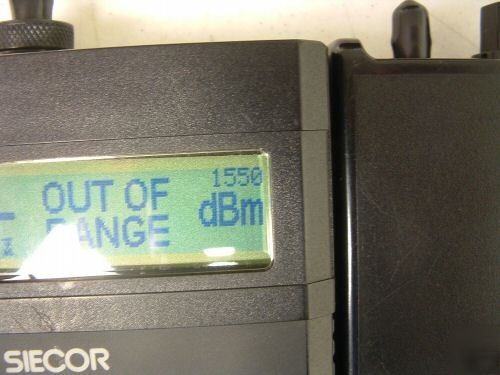 1550
OUT OF dBm
RANGE
SIECOR